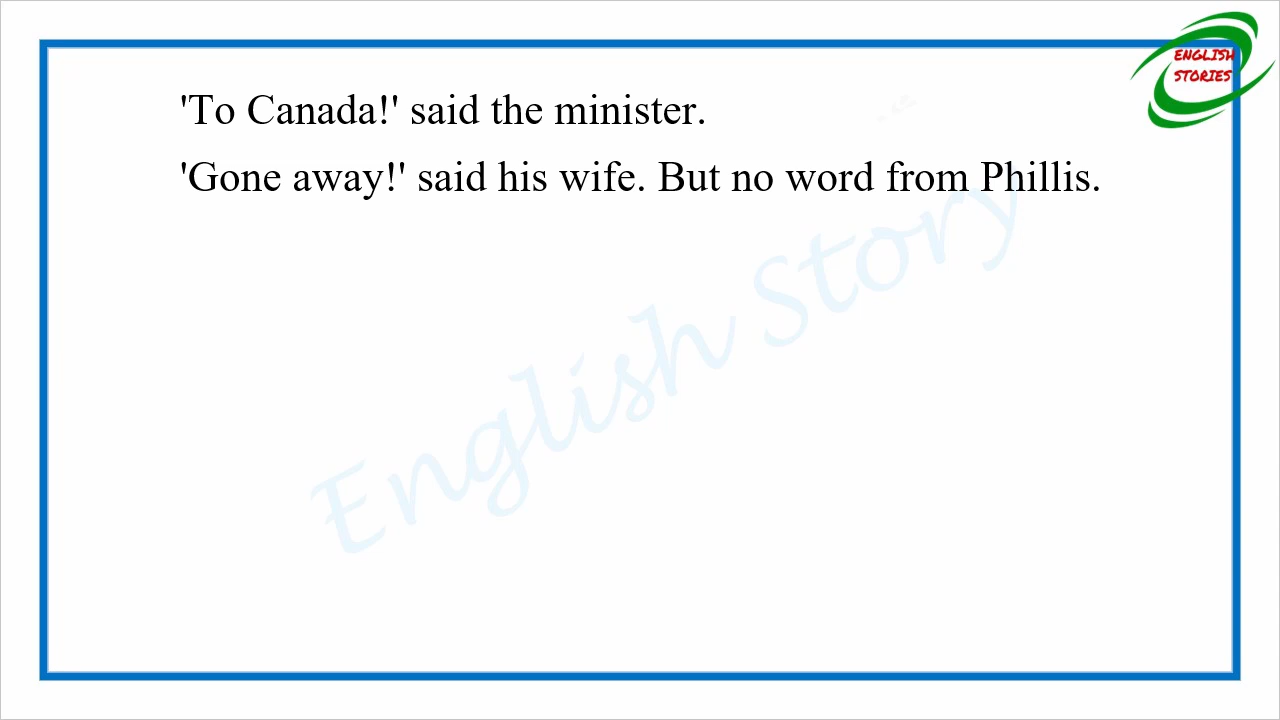 ENGLISH
STORIES
'To Canada!' said the minister.
'Gone away!' said his wife. But no word from Phillis.
English Story